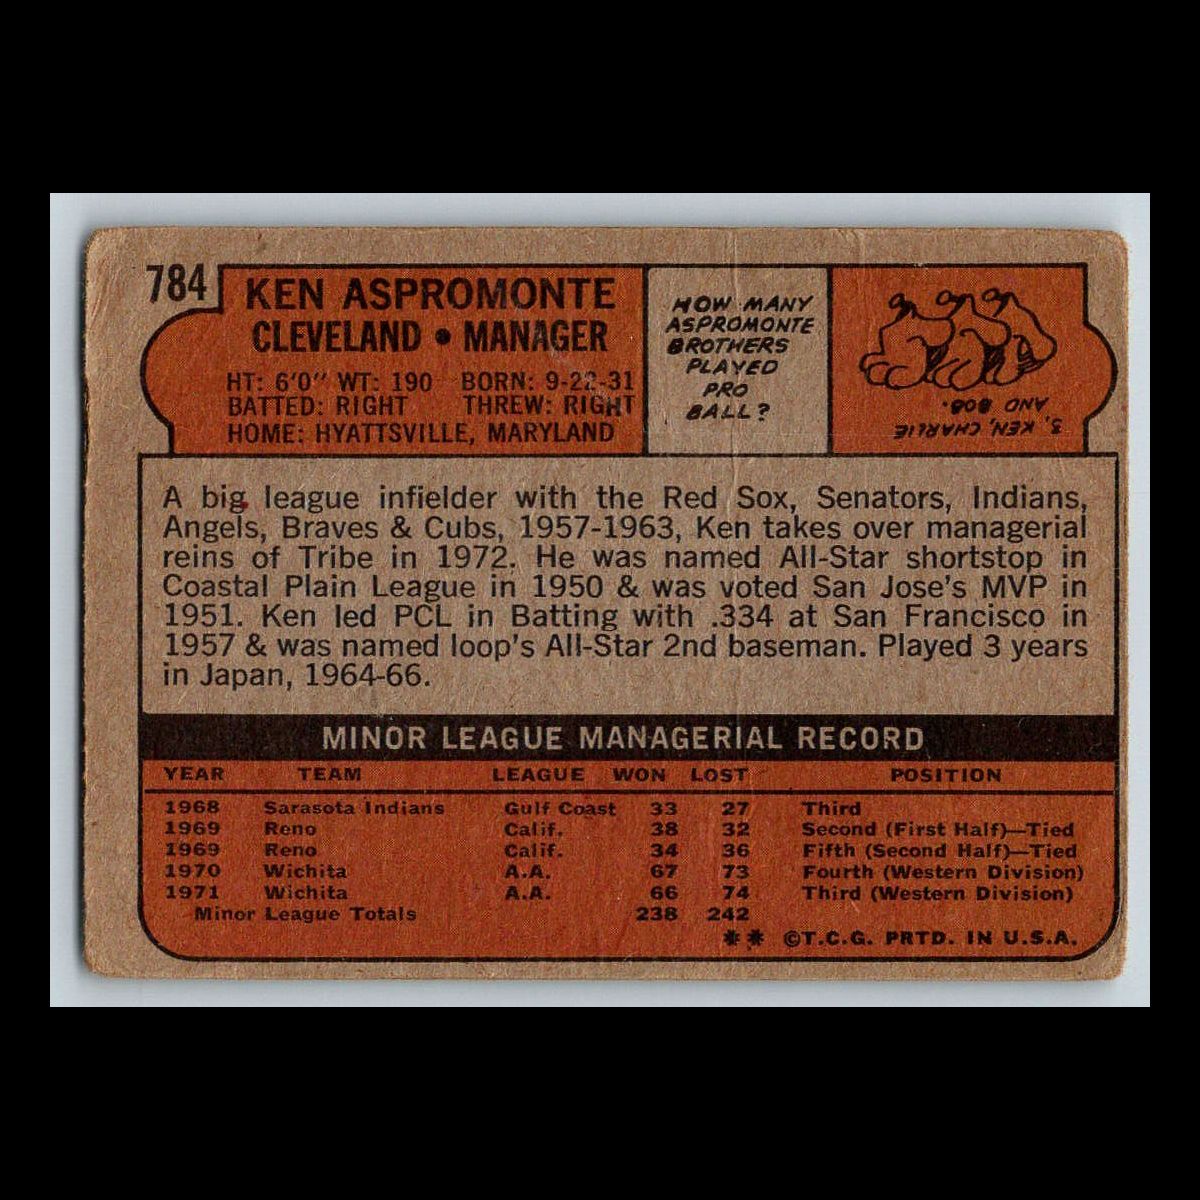 784
KEN ASPROMONTE
CLEVELAND • MANAGER
HT: 6'0" WT: 190 BORN: 9-22-31
BATTED: RIGHT THREW: RIGHT
HOME: HYATTSVILLE, MARYLAND
HOW MANY
ASPROMONTE
BROTHERS
PLAYED
PRO
BALL?
3, KEN, CHARLIE
AND BOB.
A big league infielder with the Red Sox, Senators, Indians,
Angels, Braves & Cubs, 1957-1963, Ken takes over managerial
reins of Tribe in 1972. He was named All-Star shortstop in
Coastal Plain League in 1950 & was voted San Jose's MVP in
1951. Ken led PCL in Batting with .334 at San Francisco in
1957 & was named loop's All-Star 2nd baseman. Played 3 years
in Japan, 1964-66.
MINOR LEAGUE MANAGERIAL RECORD
YEAR TEAM LEAGUE WON LOST POSITION
1968 Sarasota Indians Gulf Coast 33 27 Third
1969 Reno Calif. 38 32 Second (First Half)—Tied
1969 Reno Calif. 34 36 Fifth (Second Half)—Tied
1970 Wichita A.A. 67 73 Fourth (Western Division)
1971 Wichita A.A. 66 74 Third (Western Division)
Minor League Totals 238 242
** ©T.C.G. PRTD. IN U.S.A.